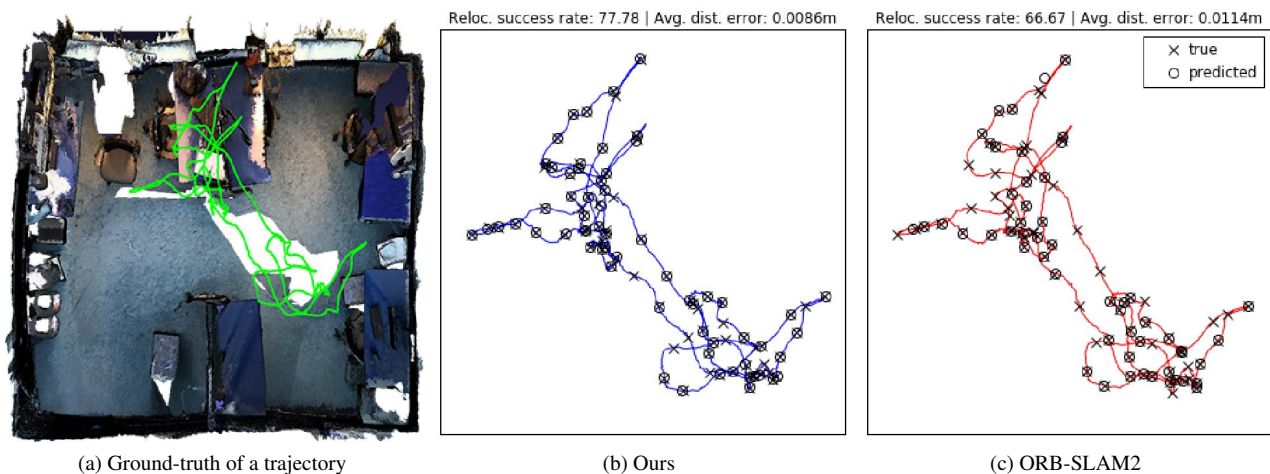 Reloc. success rate: 77.78 | Avg. dist. error: 0.0086m
Reloc. success rate: 66.67 | Avg. dist. error: 0.0114m
true
predicted
(a) Ground-truth of a trajectory
(b) Ours
(c) ORB-SLAM2